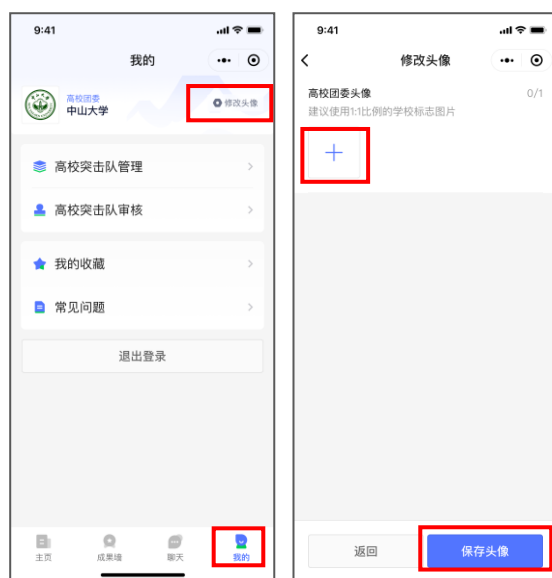 9:41
我的
高校团委
中山大学
修改头像
高校突击队管理
高校突击队审核
我的收藏
常见问题
退出登录
主页
成果墙
聊天
我的
9:41
修改头像
高校团委头像
0/1
建议使用1:1比例的学校标志图片
返回
保存头像